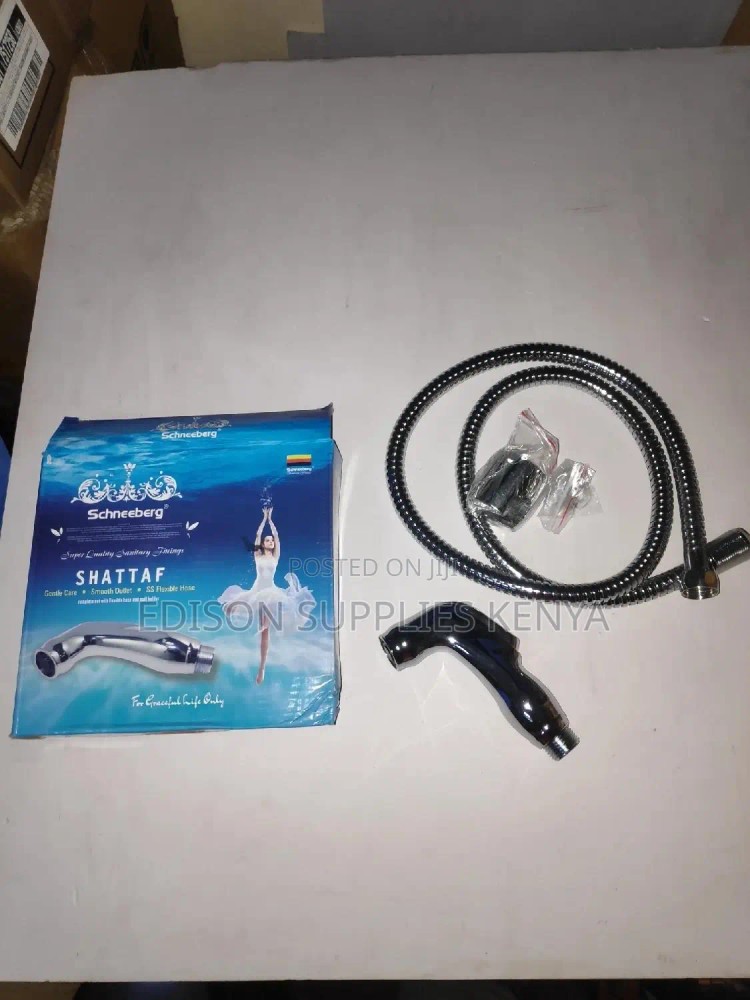 Schneeberg
Schneeberg
Schneeberg®
Super Quality Sanitary Fittings
SHATTAF
Gentle Care • Smooth Outlet • SS Flexible Hose
For Graceful Life Only
POSTED ON JIJI
EDISON SUPPLIES KENYA